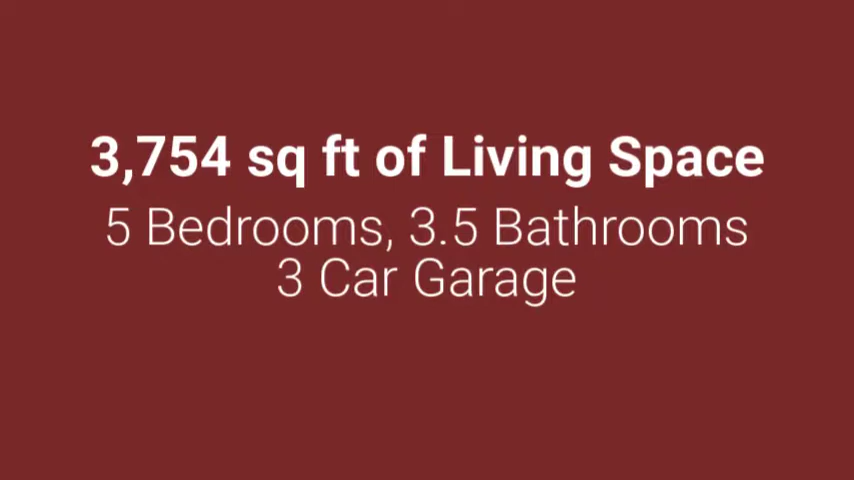 3,754 sq ft of Living Space
5 Bedrooms, 3.5 Bathrooms
3 Car Garage